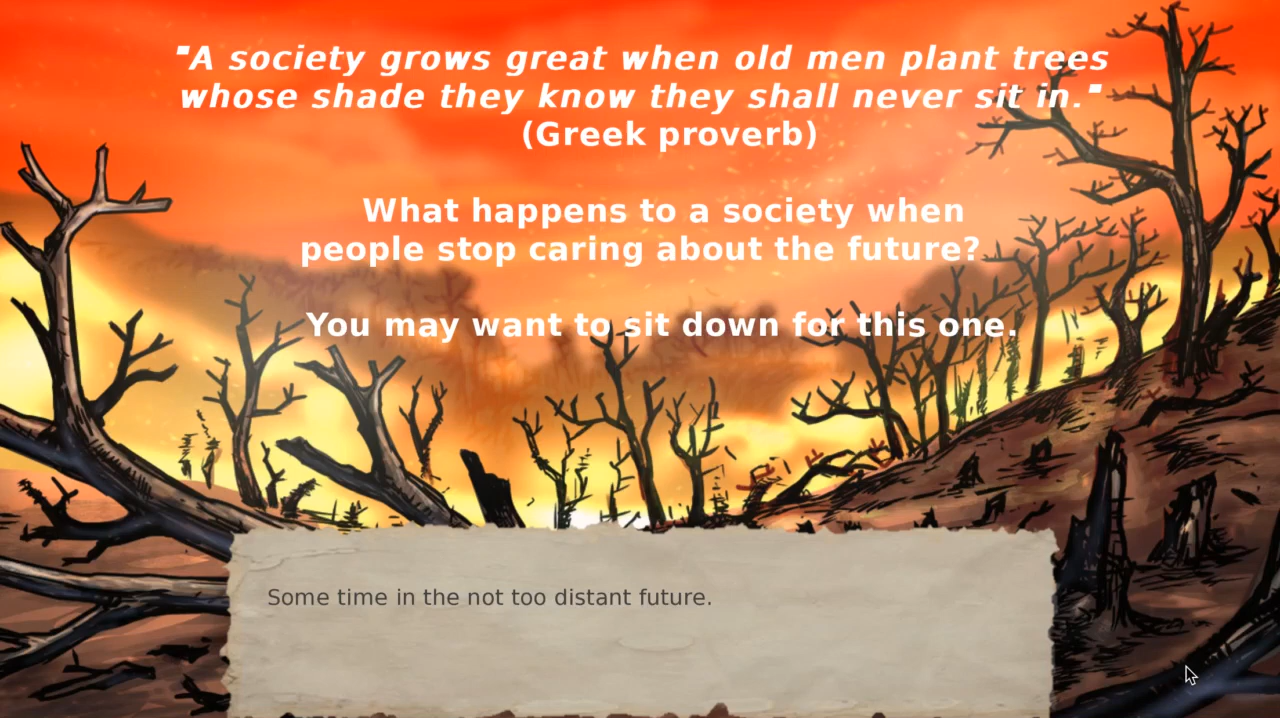 "A society grows great when old men plant trees
whose shade they know they shall never sit in."
(Greek proverb)
What happens to a society when
people stop caring about the future?
You may want to sit down for this one.
Some time in the not too distant future.